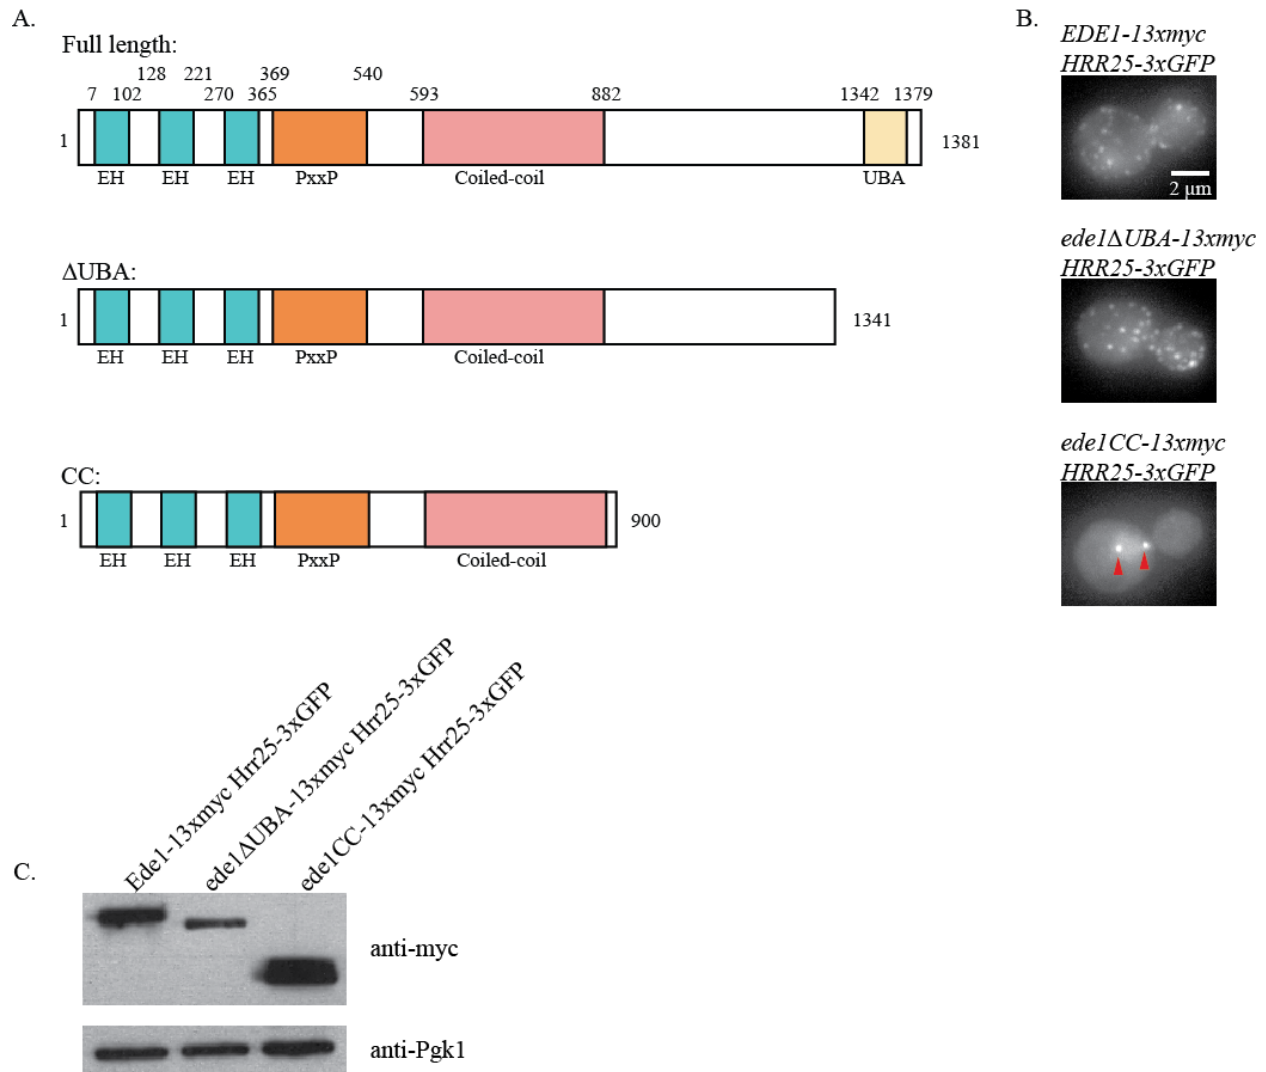 A.
Full length:
128 221 369 540
7 102 270 365 593 882 1342 1379
1 1381
EH EH EH PxxP Coiled-coil UBA
ΔUBA:
1 1341
EH EH EH PxxP Coiled-coil
CC:
1 900
EH EH EH PxxP Coiled-coil
B.
EDE1-13xmyc
HRR25-3xGFP
2 μm
ede1ΔUBA-13xmyc
HRR25-3xGFP
ede1CC-13xmyc
HRR25-3xGFP
C.
Ede1-13xmyc Hrr25-3xGFP
ede1ΔUBA-13xmyc Hrr25-3xGFP
ede1CC-13xmyc Hrr25-3xGFP
anti-myc
anti-Pgk1